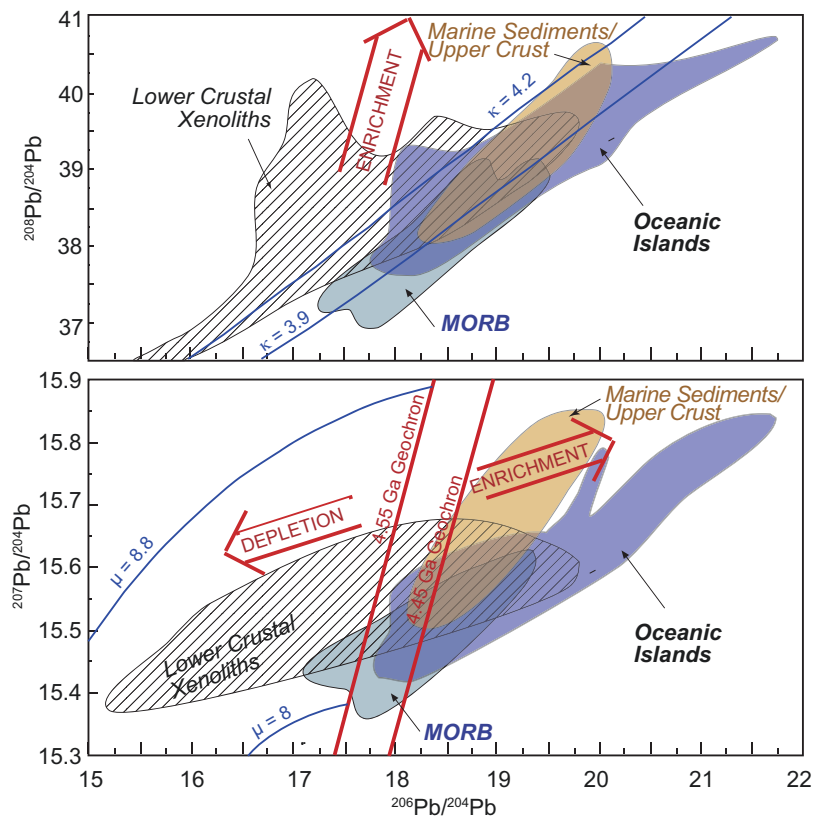 41
40
39
38
37
208Pb/204Pb
Marine Sediments/
Upper Crust
Lower Crustal
Xenoliths
ENRICHMENT
κ = 4.2
κ = 3.9
Oceanic
Islands
MORB
15.9
15.8
15.7
15.6
15.5
15.4
15.3
207Pb/204Pb
Marine Sediments/
Upper Crust
4.55 Ga Geochron
4.45 Ga Geochron
ENRICHMENT
DEPLETION
μ = 8.8
Lower Crustal
Xenoliths
Oceanic
Islands
μ = 8
MORB
15 16 17 18 19 20 21 22
206Pb/204Pb